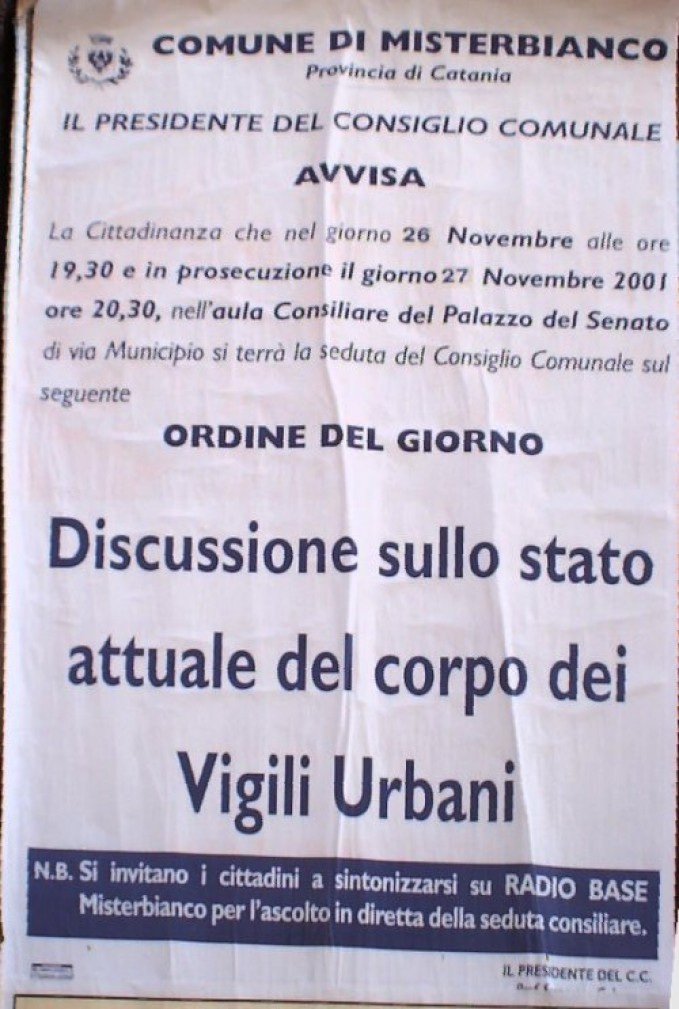 COMUNE DI MISTERBIANCO
Provincia di Catania
IL PRESIDENTE DEL CONSIGLIO COMUNALE
AVVISA
La Cittadinanza che nel giorno 26 Novembre alle ore
19,30 e in prosecuzione il giorno 27 Novembre 2001
ore 20,30, nell'aula Consiliare del Palazzo del Senato
di via Municipio si terrà la seduta del Consiglio Comunale sul
seguente
ORDINE DEL GIORNO
Discussione sullo stato
attuale del corpo dei
Vigili Urbani
N.B. Si invitano i cittadini a sintonizzarsi su RADIO BASE
Misterbianco per l'ascolto in diretta della seduta consiliare.
IL PRESIDENTE DEL C.C.